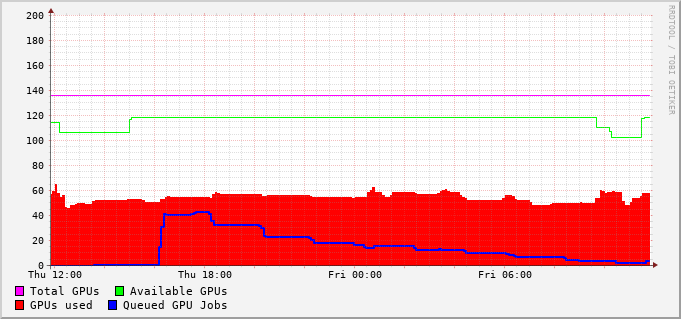 200
180
160
140
120
100
80
60
40
20
0
Thu 12:00 Thu 18:00 Fri 00:00 Fri 06:00
Total GPUs Available GPUs
GPUs used Queued GPU Jobs
RRDTOOL / TOBI OETIKER